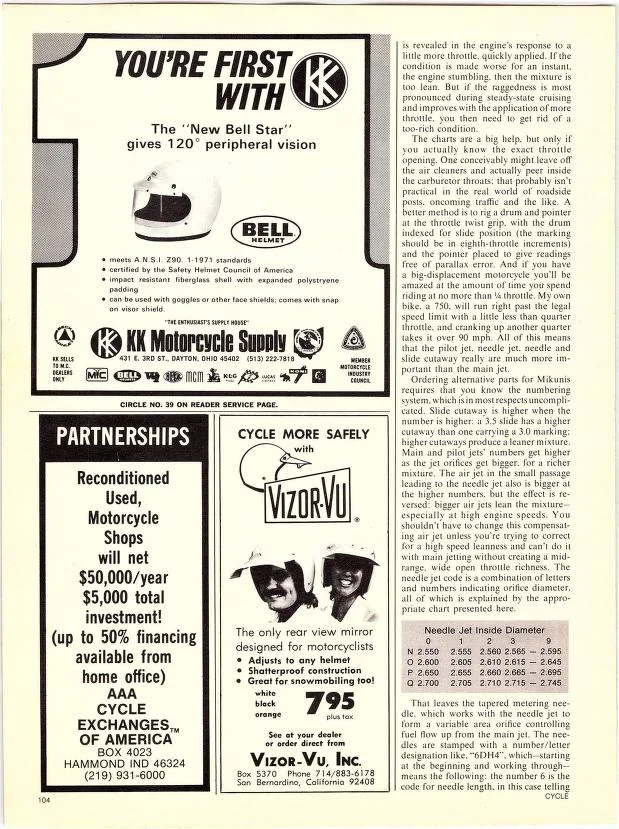 YOU'RE FIRST
WITH
KK
The "New Bell Star"
gives 120° peripheral vision
BELL
HELMET
• meets A.N.S.I. Z90. 1-1971 standards
• certified by the Safety Helmet Council of America
• impact resistant fiberglass shell with expanded polystyrene
padding
• can be used with goggles or other face shields; comes with snap
on visor shield.
"THE ENTHUSIAST'S SUPPLY HOUSE"
KK Motorcycle Supply
431 E. 3RD ST., DAYTON, OHIO 45402 (513) 222-7818
KK SELLS
TO M.C.
DEALERS
ONLY
MEMBER
MOTORCYCLE
INDUSTRY
COUNCIL
MIC
BELL
MCM
NGG
LUCAS
KONI
CIRCLE NO. 39 ON READER SERVICE PAGE.
PARTNERSHIPS
Reconditioned
Used,
Motorcycle
Shops
will net
$50,000/year
$5,000 total
investment!
(up to 50% financing
available from
home office)
AAA
CYCLE
EXCHANGES™
OF AMERICA
BOX 4023
HAMMOND IND 46324
(219) 931-6000
CYCLE MORE SAFELY
with
VIZOR-VU®
The only rear view mirror
designed for motorcyclists
• Adjusts to any helmet
• Shatterproof construction
• Great for snowmobiling too!
white
black
orange
7 95
plus tax
See at your dealer
or order direct from
VIZOR-VU, INC.
Box 5370 Phone 714/883-6178
San Bernardino, California 92408
is revealed in the engine's response to a
little more throttle, quickly applied. If the
condition is made worse for an instant,
the engine stumbling, then the mixture is
too lean. But if the raggedness is most
pronounced during steady-state cruising
and improves with the application of more
throttle, you then need to get rid of a
too-rich condition.
The charts are a big help, but only if
you actually know the exact throttle
opening. One conceivably might leave off
the air cleaners and actually peer inside
the carburetor throats; that probably isn't
practical in the real world of roadside
posts, oncoming traffic and the like. A
better method is to rig a drum and pointer
at the throttle twist grip, with the drum
indexed for slide position (the marking
should be in eighth-throttle increments)
and the pointer placed to give readings
free of parallax error. And if you have
a big-displacement motorcycle you'll be
amazed at the amount of time you spend
riding at no more than ¼ throttle. My own
bike, a 750, will run right past the legal
speed limit with a little less than quarter
throttle, and cranking up another quarter
takes it over 90 mph. All of this means
that the pilot jet, needle jet, needle and
slide cutaway really are much more im-
portant than the main jet.
Ordering alternative parts for Mikunis
requires that you know the numbering
system, which is in most respects uncompli-
cated. Slide cutaway is higher when the
number is higher: a 3.5 slide has a higher
cutaway than one carrying a 3.0 marking;
higher cutaways produce a leaner mixture.
Main and pilot jets' numbers get higher
as the jet orifices get bigger, for a richer
mixture. The air jet in the small passage
leading to the needle jet also is bigger at
the higher numbers, but the effect is re-
versed: bigger air jets lean the mixture—
especially at high engine speeds. You
shouldn't have to change this compensat-
ing air jet unless you're trying to correct
for a high speed leanness and can't do it
with main jetting without creating a mid-
range, wide open throttle richness. The
needle jet code is a combination of letters
and numbers indicating orifice diameter,
all of which is explained by the appro-
priate chart presented here.
Needle Jet Inside Diameter
0 1 2 3 9
N 2.550 2.555 2.560 2.565 — 2.595
O 2.600 2.605 2.610 2.615 — 2.645
P 2.650 2.655 2.660 2.665 — 2.695
Q 2.700 2.705 2.710 2.715 — 2.745
That leaves the tapered metering nee-
dle, which works with the needle jet to
form a variable area orifice controlling
fuel flow up from the main jet. The nee-
dles are stamped with a number/letter
designation like, "6DH4", which—starting
at the beginning and working through—
means the following: the number 6 is the
code for needle length, in this case telling
104
CYCLE